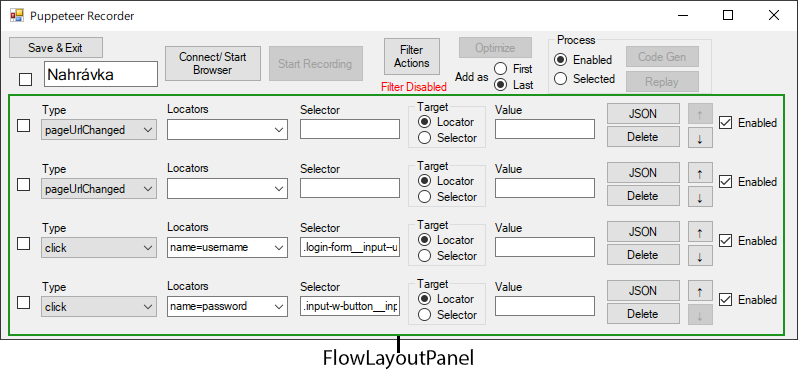 Puppeteer Recorder
Save & Exit
Nahrávka
Connect/ Start
Browser
Start Recording
Filter
Actions
Filter Disabled
Optimize
Add as
First
Last
Process
Enabled
Selected
Code Gen
Replay
Type Locators Selector Target Value
pageUrlChanged
Locator
Selector
JSON
Delete
↑
↓
Enabled
Type Locators Selector Target Value
pageUrlChanged
Locator
Selector
JSON
Delete
↑
↓
Enabled
Type Locators Selector Target Value
click name=username .login-form__input--u
Locator
Selector
JSON
Delete
↑
↓
Enabled
Type Locators Selector Target Value
click name=password .input-w-button__inp
Locator
Selector
JSON
Delete
↑
↓
Enabled
FlowLayoutPanel